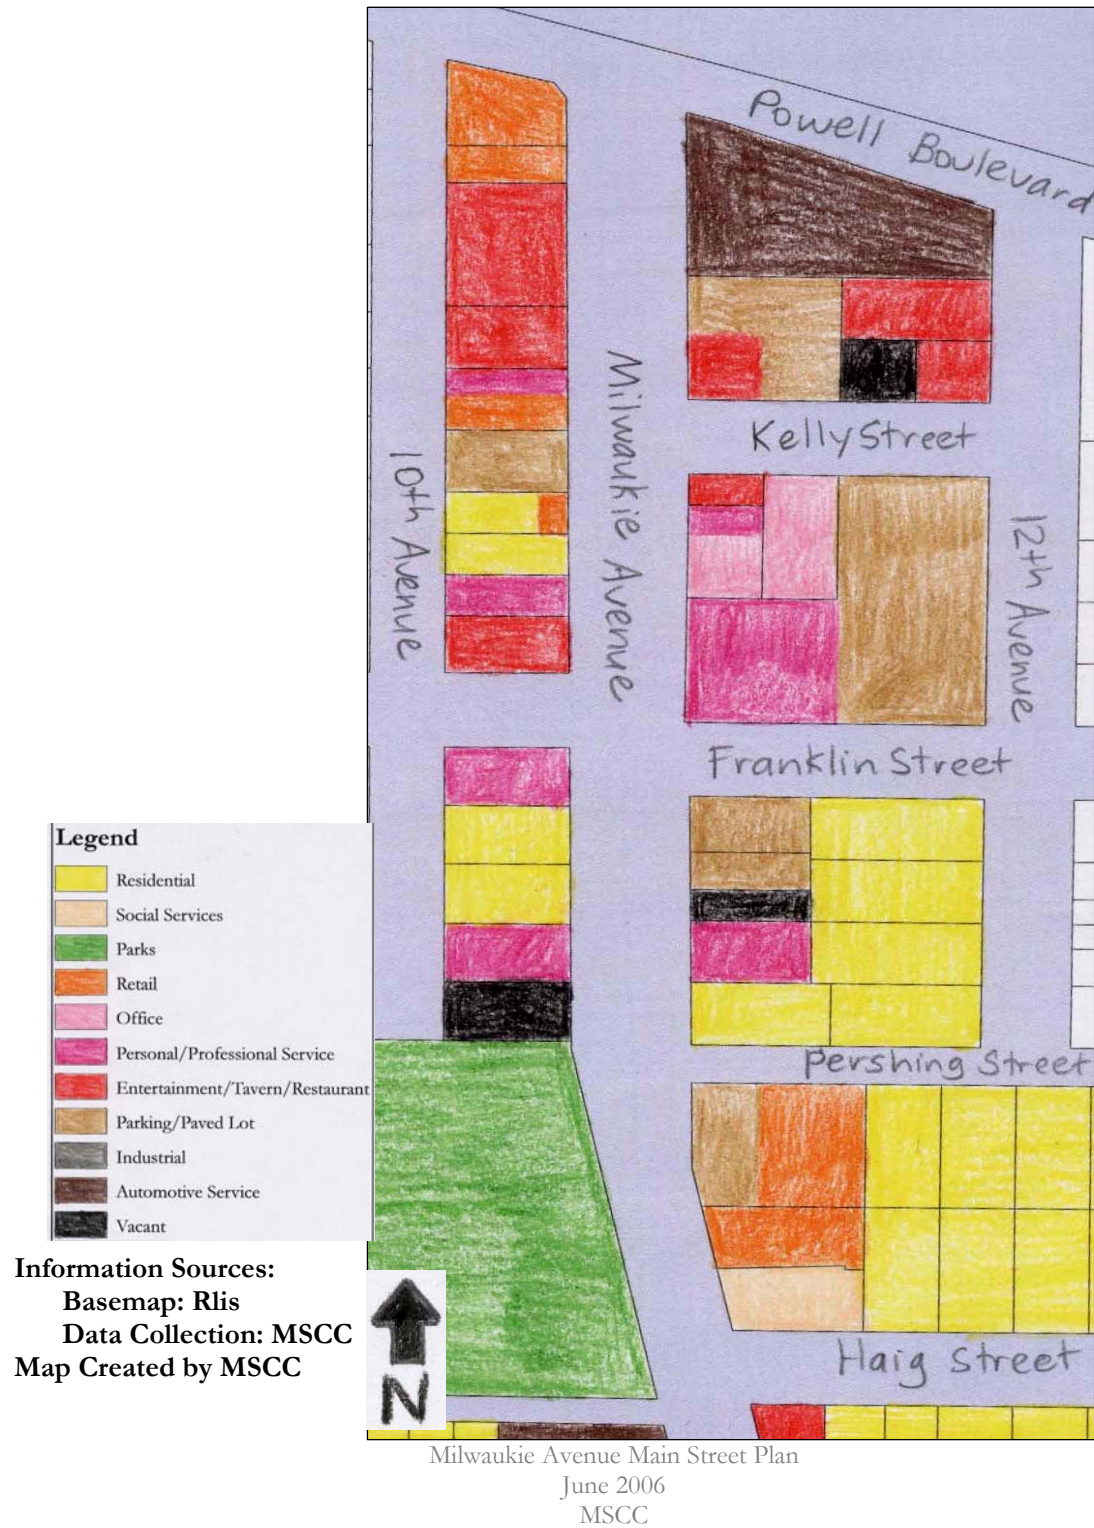 Powell Boulevard
Milwaukie Avenue
Kelly Street
10th Avenue
12th Avenue
Franklin Street
Legend
Residential
Social Services
Parks
Retail
Office
Personal/Professional Service
Entertainment/Tavern/Restaurant
Parking/Paved Lot
Industrial
Automotive Service
Vacant
Pershing Street
Haig Street
Information Sources:
Basemap: Rlis
Data Collection: MSCC
Map Created by MSCC
N
Milwaukie Avenue Main Street Plan
June 2006
MSCC